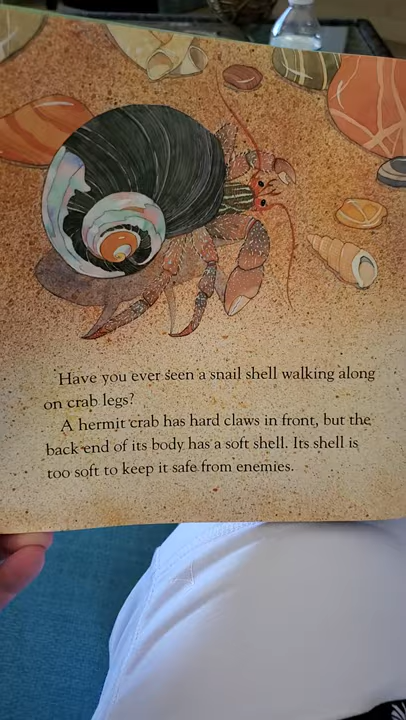 Have you ever seen a snail shell walking along
on crab legs?
A hermit crab has hard claws in front, but the
back end of its body has a soft shell. Its shell is
too soft to keep it safe from enemies.